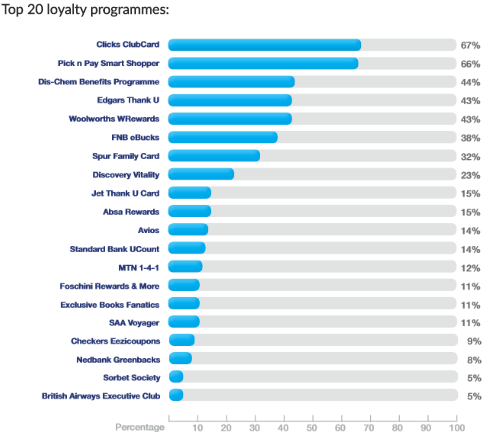 Top 20 loyalty programmes:
Clicks ClubCard 67%
Pick n Pay Smart Shopper 66%
Dis-Chem Benefits Programme 44%
Edgars Thank U 43%
Woolworths WRewards 43%
FNB eBucks 38%
Spur Family Card 32%
Discovery Vitality 23%
Jet Thank U Card 15%
Absa Rewards 15%
Avios 14%
Standard Bank UCount 14%
MTN 1-4-1 12%
Foschini Rewards & More 11%
Exclusive Books Fanatics 11%
SAA Voyager 11%
Checkers Eezicoupons 9%
Nedbank Greenbacks 8%
Sorbet Society 5%
British Airways Executive Club 5%
Percentage 10 20 30 40 50 60 70 80 90 100